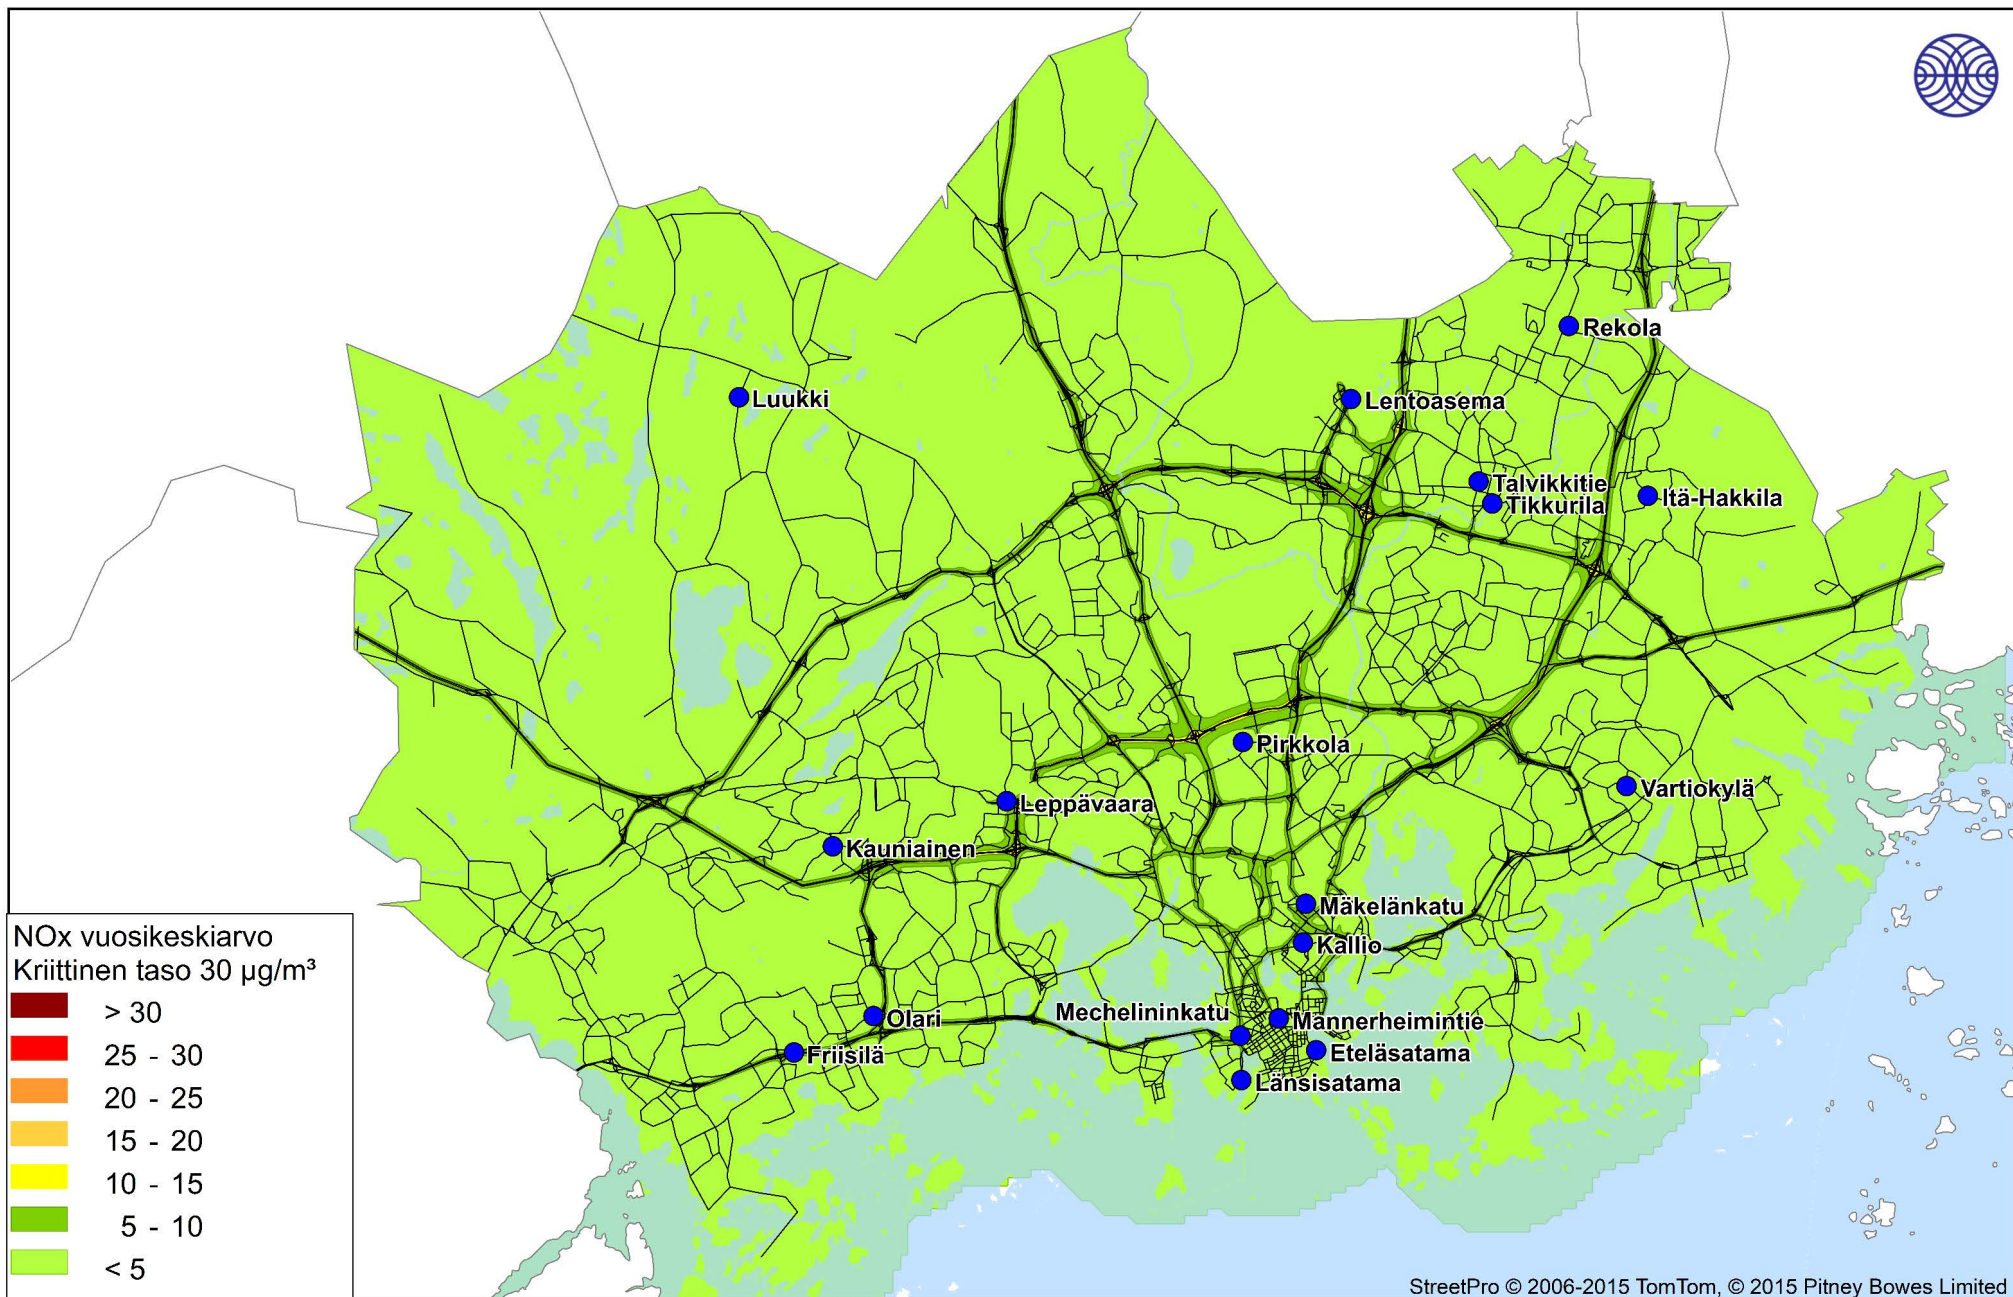 Rekola
Luukki
Lentoasema
Talvikkitie
Tikkurila
Itä-Hakkila
Pirkkola
Vartiokylä
Leppävaara
Kauniainen
Mäkelänkatu
Kallio
Mechelininkatu
Mannerheimintie
Olari
Eteläsatama
Friisilä
Länsisatama
NOx vuosikeskiarvo
Kriittinen taso 30 µg/m³
> 30
25 - 30
20 - 25
15 - 20
10 - 15
5 - 10
< 5
StreetPro © 2006-2015 TomTom, © 2015 Pitney Bowes Limited